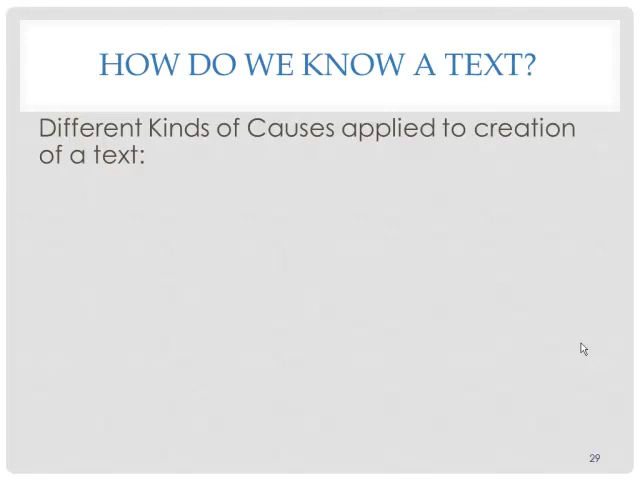 HOW DO WE KNOW A TEXT?
Different Kinds of Causes applied to creation
of a text:
29